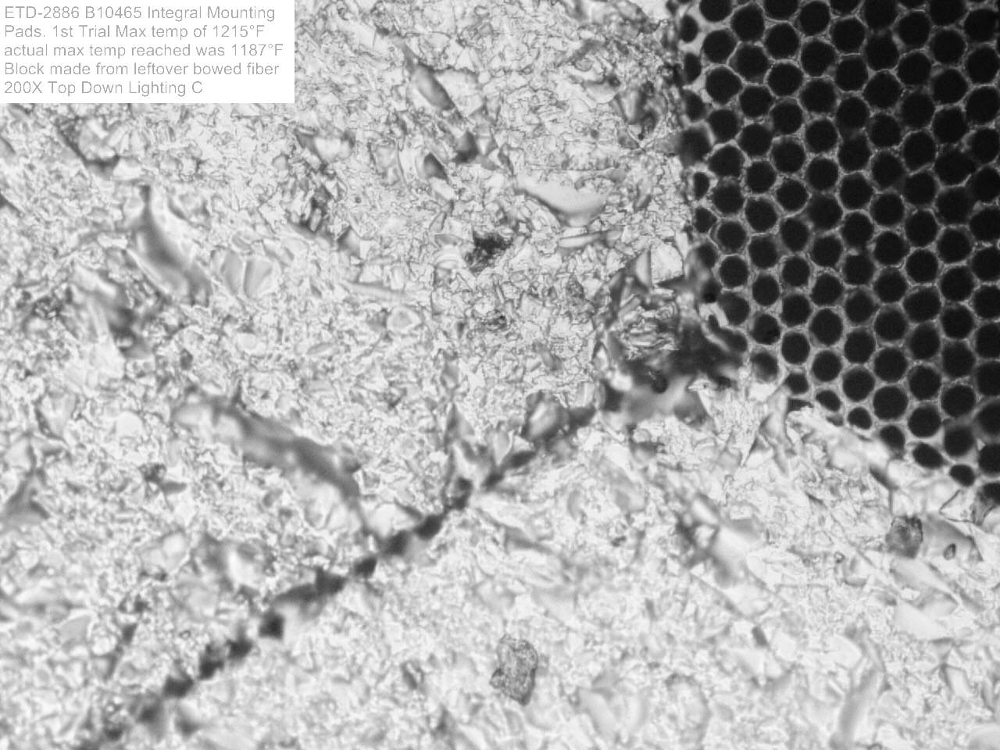 ETD-2886 B10465 Integral Mounting
Pads. 1st Trial Max temp of 1215°F
actual max temp reached was 1187°F
Block made from leftover bowed fiber
200X Top Down Lighting C